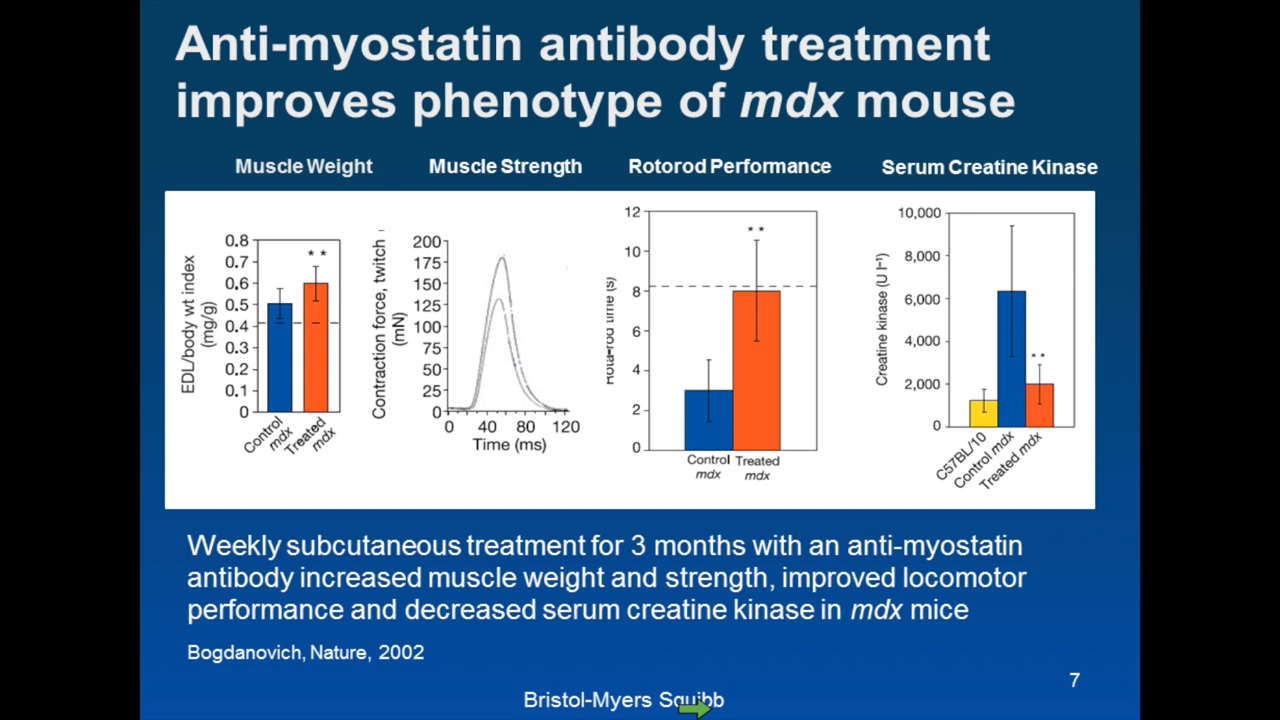 Anti-myostatin antibody treatment
improves phenotype of mdx mouse
Muscle Weight
Muscle Strength
Rotorod Performance
Serum Creatine Kinase
EDL/body wt index
(mg/g)
0.8
0.7
0.6
0.5
0.4
0.3
0.2
0.1
0
* *
Control
mdx
Treated
mdx
Contraction force, twitch
(mN)
200
175
150
125
100
75
50
25
0
0 40 80 120
Time (ms)
Rota-rod time (s)
12
10
8
6
4
2
0
* *
Control
mdx
Treated
mdx
Creatine kinase (U l⁻¹)
10,000
8,000
6,000
4,000
2,000
0
* *
C57BL/10
Control mdx
Treated mdx
Weekly subcutaneous treatment for 3 months with an anti-myostatin
antibody increased muscle weight and strength, improved locomotor
performance and decreased serum creatine kinase in mdx mice
Bogdanovich, Nature, 2002
7
Bristol-Myers Squibb